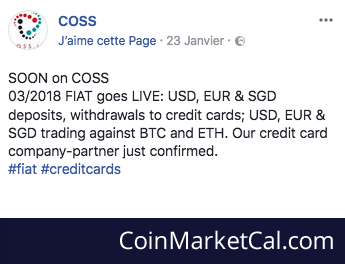 COSS
J'aime cette Page · 23 Janvier ·
SOON on COSS
03/2018 FIAT goes LIVE: USD, EUR & SGD
deposits, withdrawals to credit cards; USD, EUR &
SGD trading against BTC and ETH. Our credit card
company-partner just confirmed.
#fiat #creditcards
CoinMarketCal.com